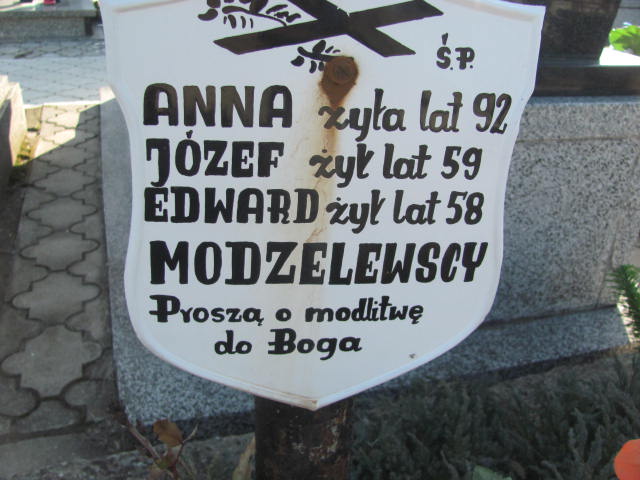 Ś.P.
ANNA żyła lat 92
JÓZEF żył lat 59
EDWARD żył lat 58
MODZELEWSCY
Proszą o modlitwę
do Boga